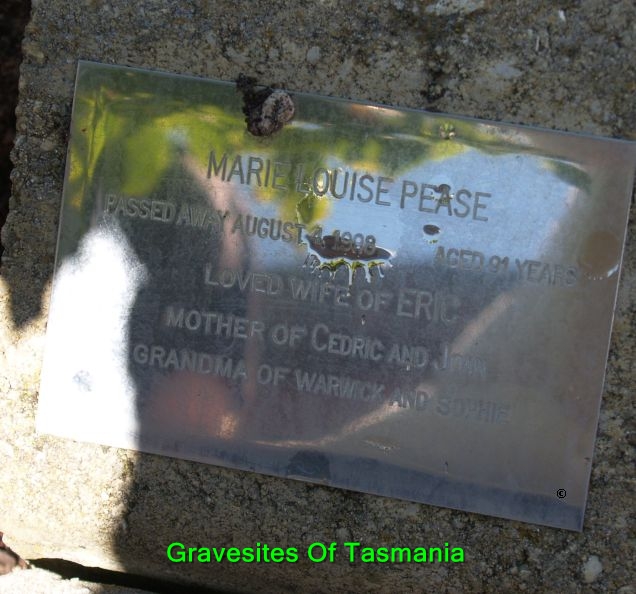 MARIE LOUISE PEASE
PASSED AWAY AUGUST 4, 1998 AGED 91 YEARS
LOVED WIFE OF ERIC
MOTHER OF CEDRIC AND JOHN
GRANDMA OF WARWICK AND SOPHIE
©
Gravesites Of Tasmania